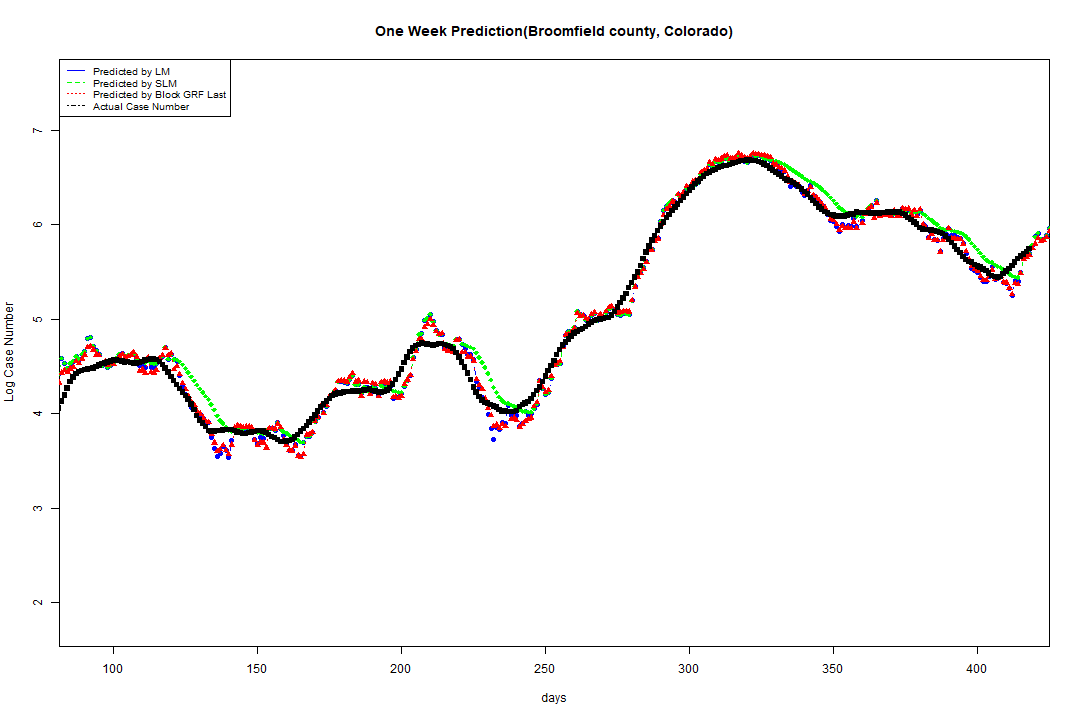 One Week Prediction(Broomfield county, Colorado)
Predicted by LM
Predicted by SLM
Predicted by Block GRF Last
Actual Case Number
Log Case Number
7
6
5
4
3
2
100 150 200 250 300 350 400
days